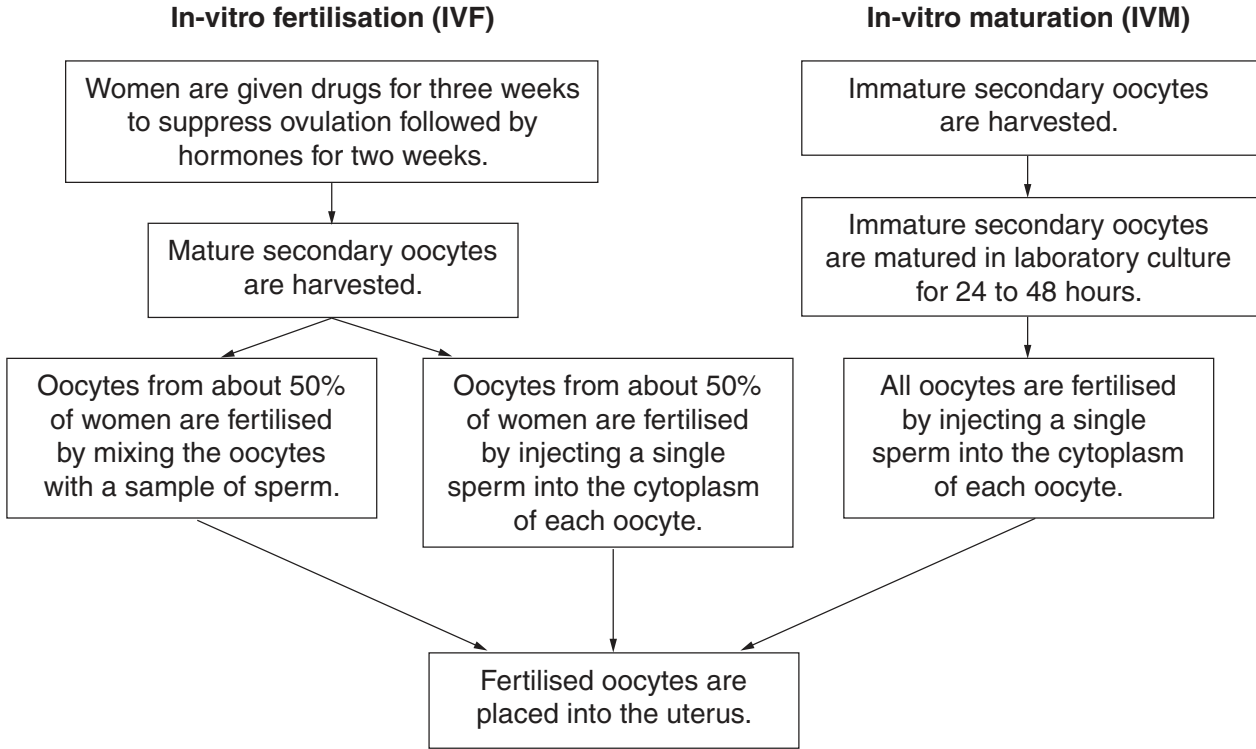 In-vitro fertilisation (IVF)
Women are given drugs for three weeks
to suppress ovulation followed by
hormones for two weeks.
Mature secondary oocytes
are harvested.
Oocytes from about 50%
of women are fertilised
by mixing the oocytes
with a sample of sperm.
Oocytes from about 50%
of women are fertilised
by injecting a single
sperm into the cytoplasm
of each oocyte.
In-vitro maturation (IVM)
Immature secondary oocytes
are harvested.
Immature secondary oocytes
are matured in laboratory culture
for 24 to 48 hours.
All oocytes are fertilised
by injecting a single
sperm into the cytoplasm
of each oocyte.
Fertilised oocytes are
placed into the uterus.